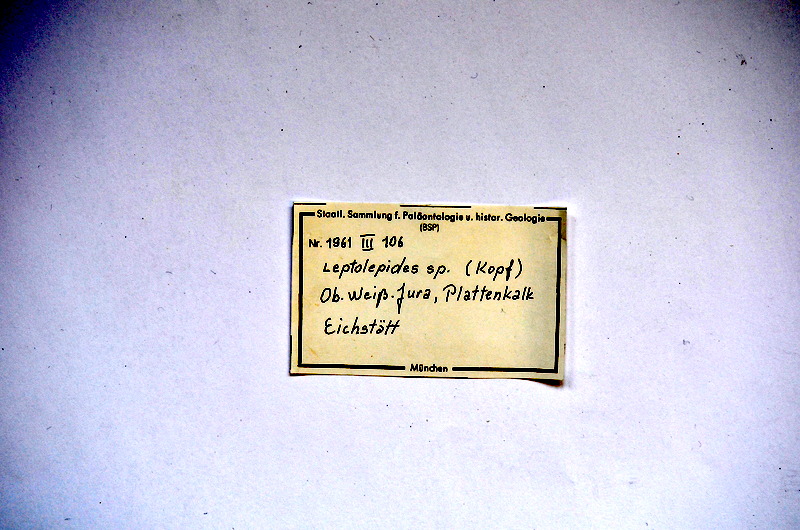 Staatl. Sammlung f. Paläontologie u. histor. Geologie
(BSP)
Nr. 1961 III 106
Leptolepides sp. (Kopf)
Ob. Weiß. Jura, Plattenkalk
Eichstätt
München